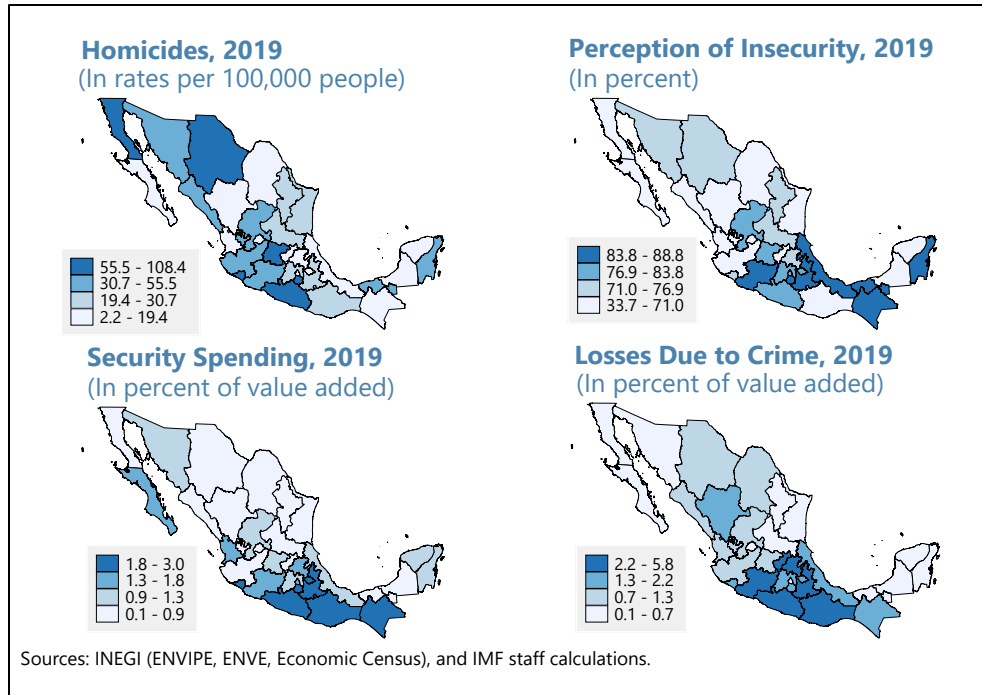 Homicides, 2019
(In rates per 100,000 people)
55.5 - 108.4
30.7 - 55.5
19.4 - 30.7
2.2 - 19.4
Perception of Insecurity, 2019
(In percent)
83.8 - 88.8
76.9 - 83.8
71.0 - 76.9
33.7 - 71.0
Security Spending, 2019
(In percent of value added)
1.8 - 3.0
1.3 - 1.8
0.9 - 1.3
0.1 - 0.9
Losses Due to Crime, 2019
(In percent of value added)
2.2 - 5.8
1.3 - 2.2
0.7 - 1.3
0.1 - 0.7
Sources: INEGI (ENVIPE, ENVE, Economic Census), and IMF staff calculations.